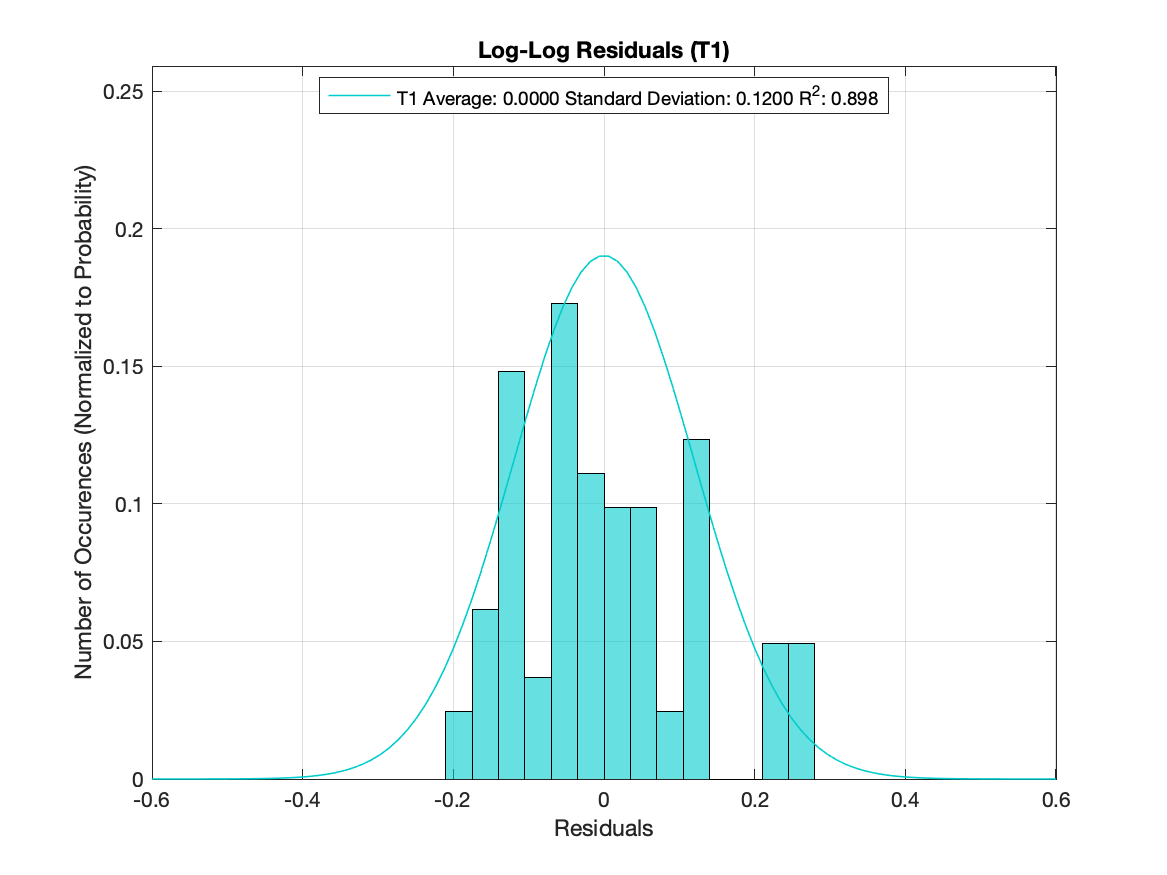 Log-Log Residuals (T1)
T1 Average: 0.0000 Standard Deviation: 0.1200 R²: 0.898
Number of Occurences (Normalized to Probability)
0.25
0.2
0.15
0.1
0.05
0
-0.6 -0.4 -0.2 0 0.2 0.4 0.6
Residuals